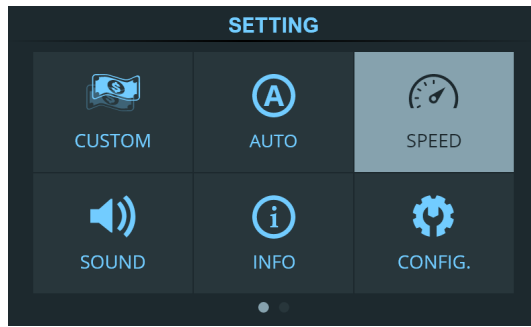 SETTING
CUSTOM
AUTO
SPEED
SOUND
INFO
CONFIG.